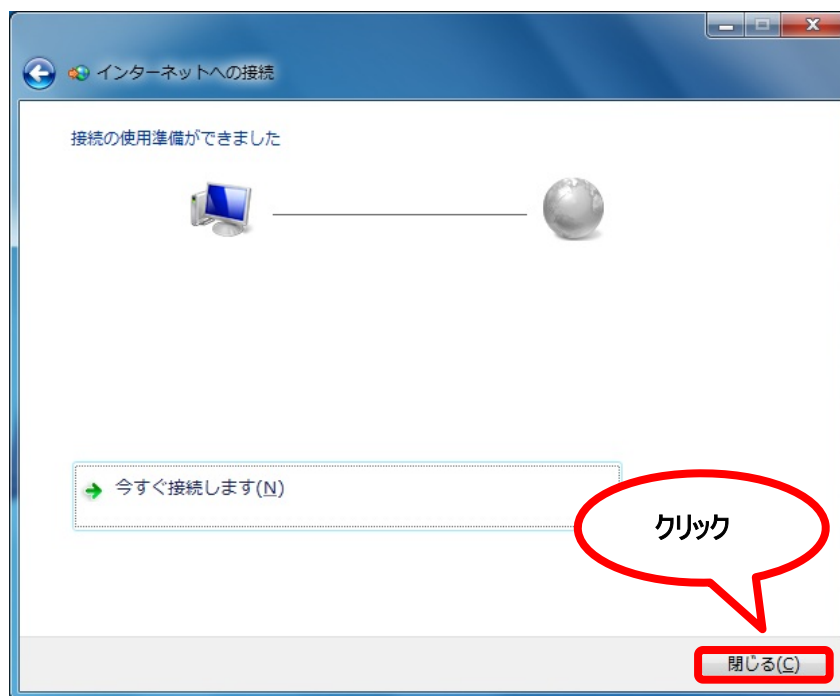 インターネットへの接続
接続の使用準備ができました
今すぐ接続します(N)
クリック
閉じる(C)